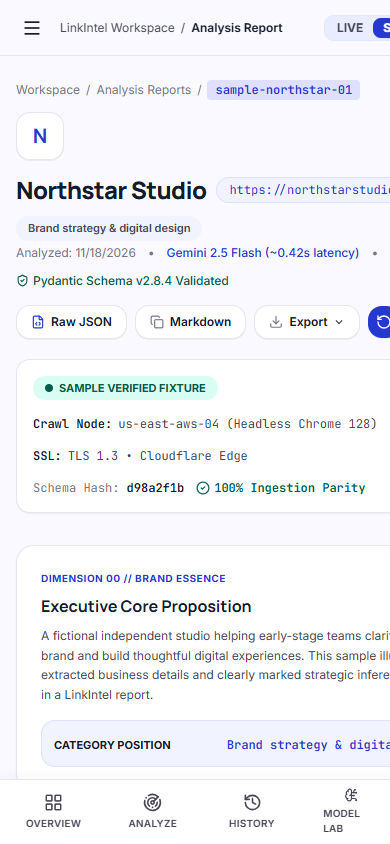 LinkIntel Workspace / Analysis Report LIVE
Workspace / Analysis Reports / sample-northstar-01
N
Northstar Studio https://northstarstudio
Brand strategy & digital design
Analyzed: 11/18/2026 • Gemini 2.5 Flash (~0.42s latency) •
Pydantic Schema v2.8.4 Validated
Raw JSON Markdown Export
SAMPLE VERIFIED FIXTURE
Crawl Node: us-east-aws-04 (Headless Chrome 128)
SSL: TLS 1.3 • Cloudflare Edge
Schema Hash: d98a2f1b 100% Ingestion Parity
DIMENSION 00 // BRAND ESSENCE
Executive Core Proposition
A fictional independent studio helping early-stage teams
brand and build thoughtful digital experiences. This sample
extracted business details and clearly marked strategic
in a LinkIntel report.
CATEGORY POSITION Brand strategy &
OVERVIEW ANALYZE HISTORY MODEL
LAB